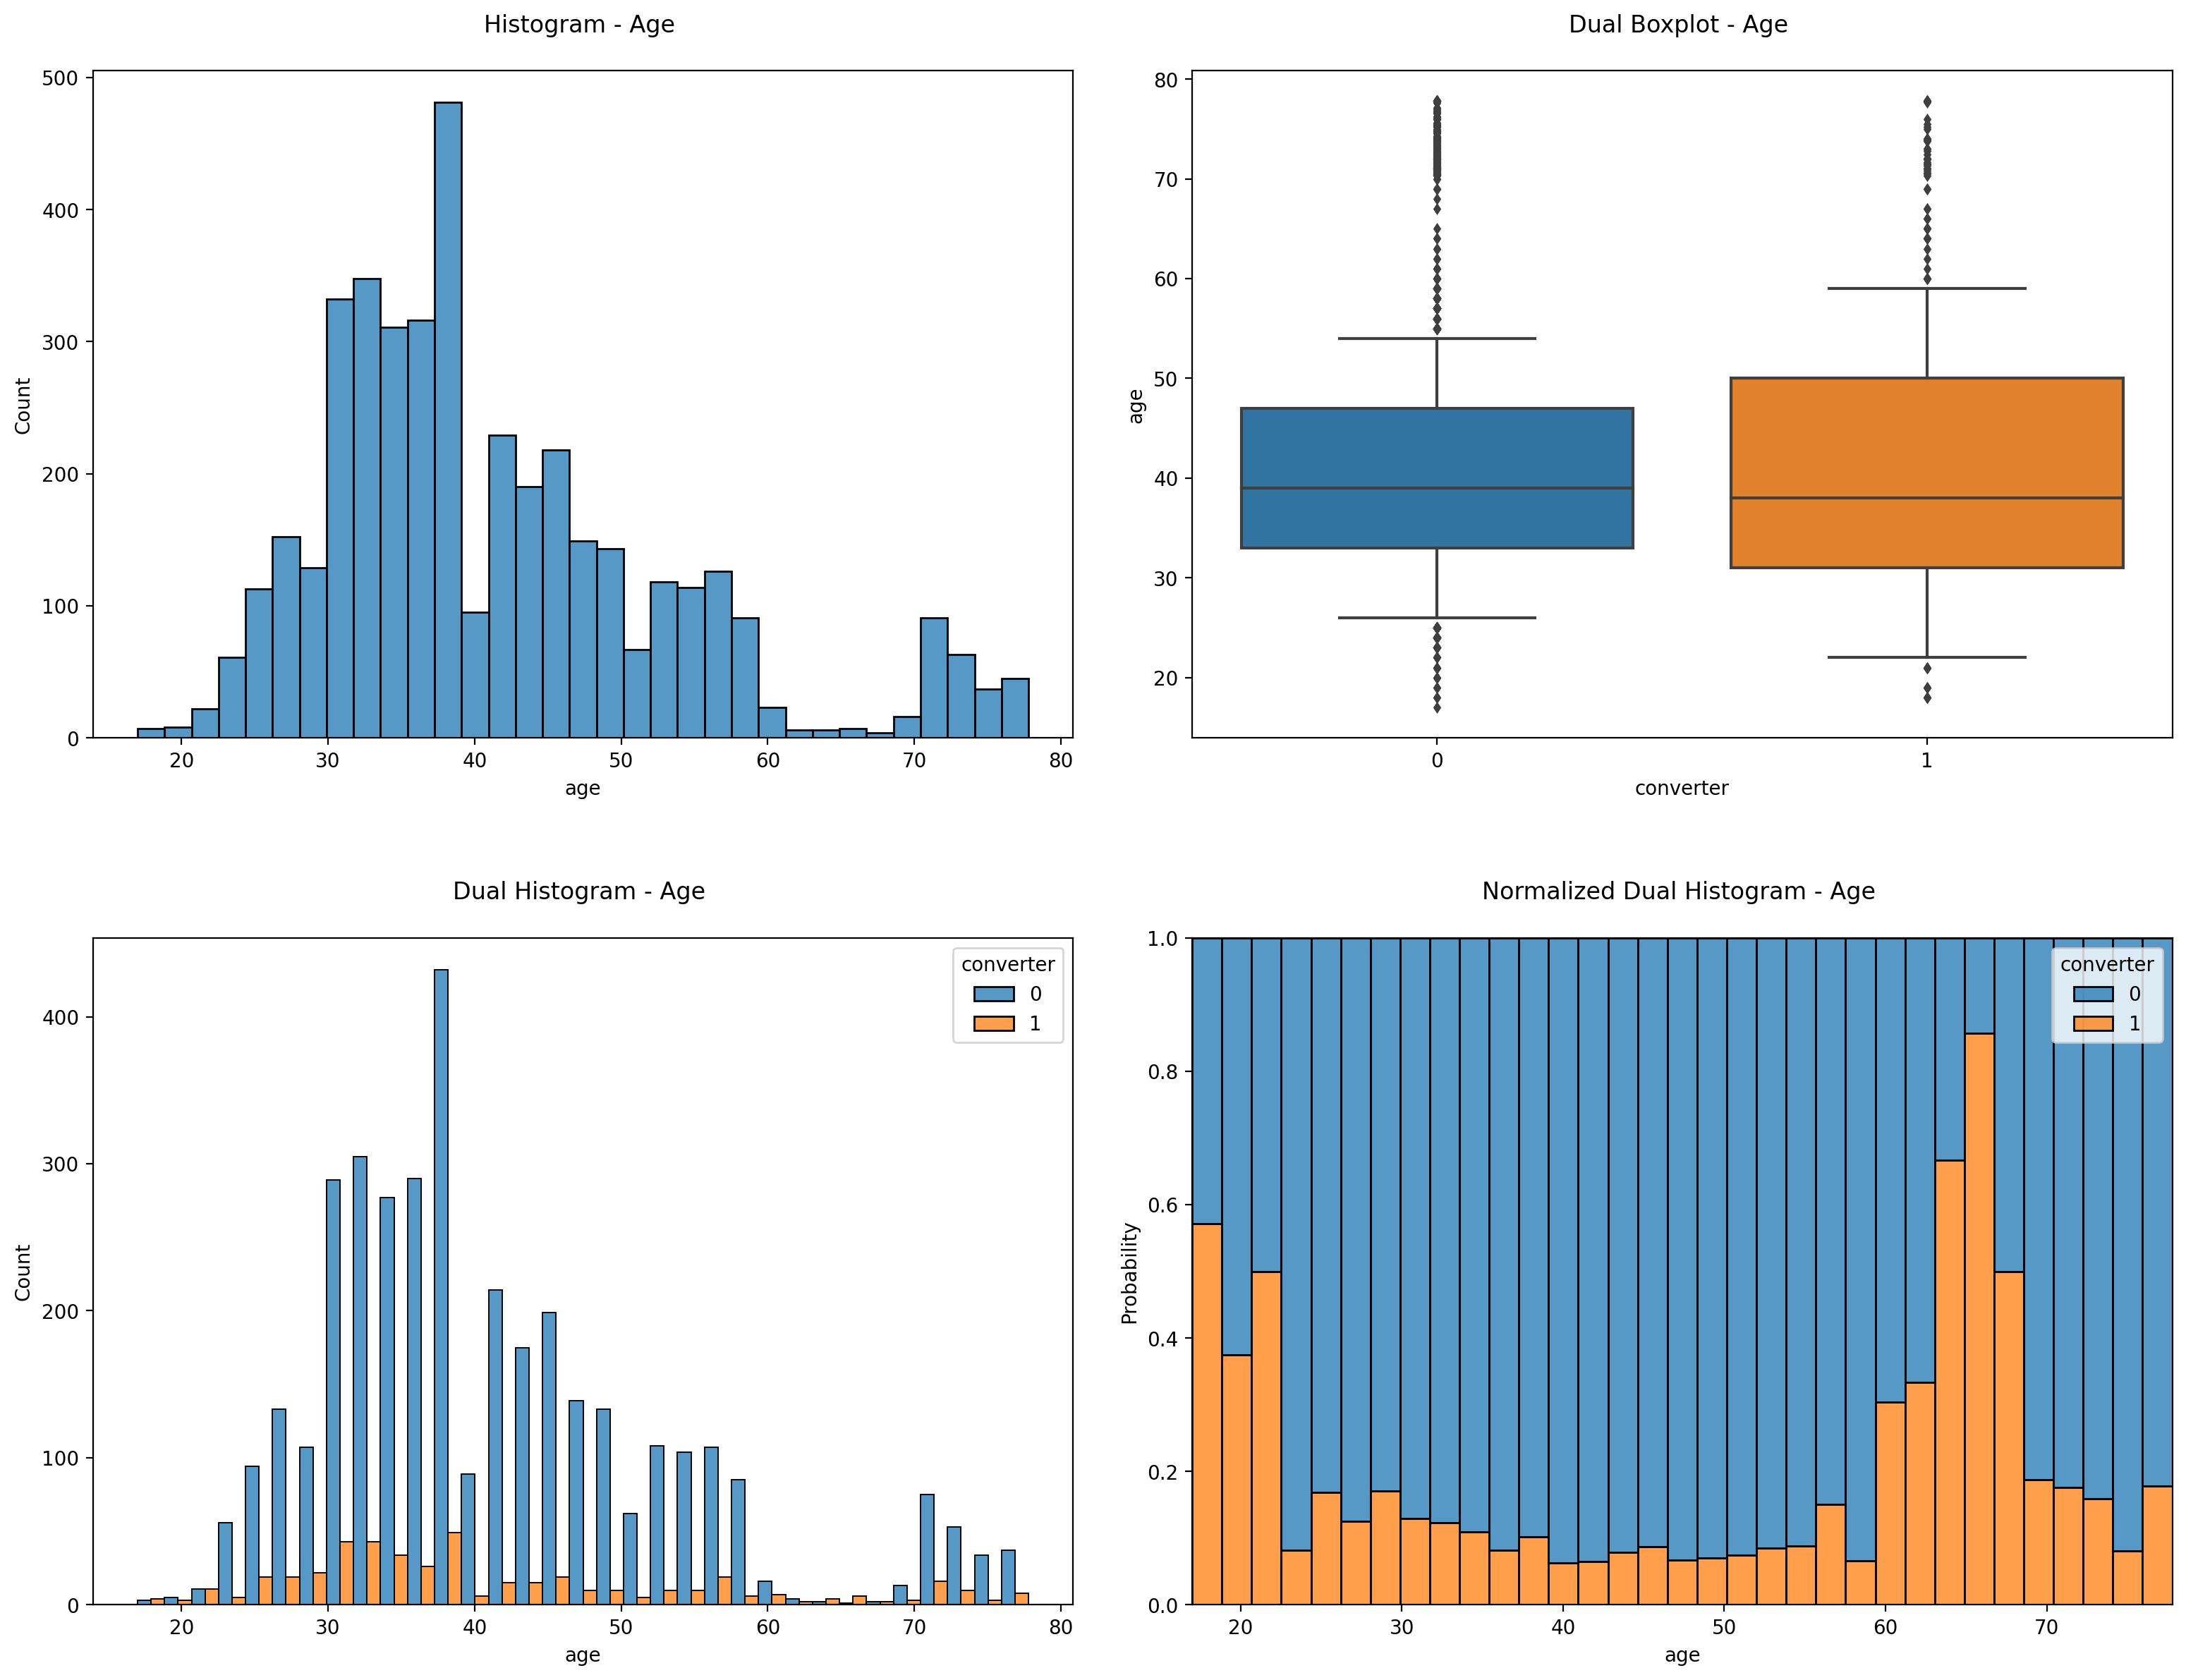 Histogram - Age
500
400
300
200
100
0
Count
20 30 40 50 60 70 80
age
Dual Boxplot - Age
80
70
60
50
40
30
20
age
0 1
converter
Dual Histogram - Age
converter
0
1
400
300
200
100
0
Count
20 30 40 50 60 70 80
age
Normalized Dual Histogram - Age
converter
0
1
1.0
0.8
0.6
0.4
0.2
0.0
Probability
20 30 40 50 60 70
age